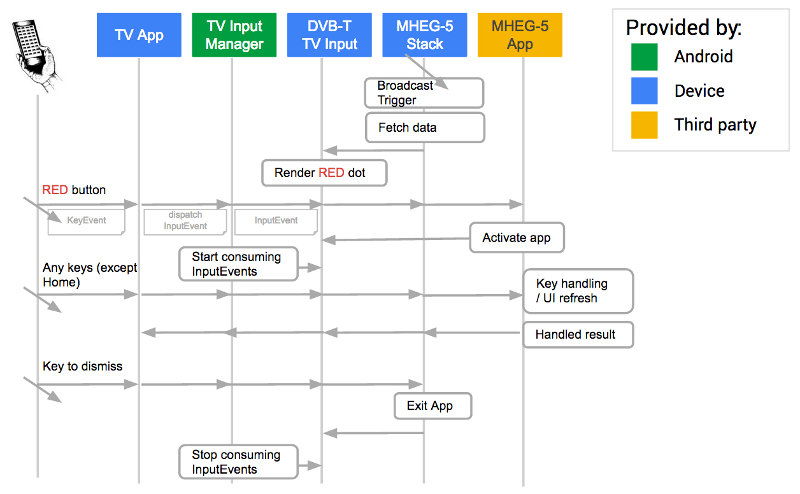 TV App
TV Input
Manager
DVB-T
TV Input
MHEG-5
Stack
MHEG-5
App
Provided by:
Android
Device
Third party
Broadcast
Trigger
Fetch data
Render RED dot
RED button
KeyEvent
dispatch
InputEvent
InputEvent
Activate app
Start consuming
InputEvents
Any keys (except
Home)
Key handling
/ UI refresh
Handled result
Key to dismiss
Exit App
Stop consuming
InputEvents